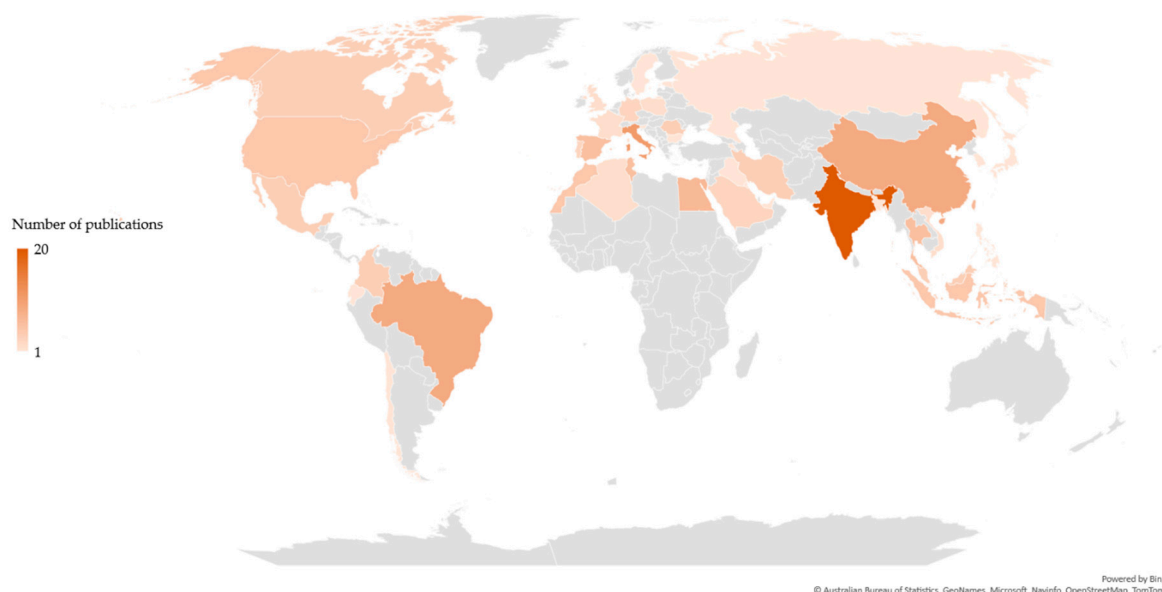 Number of publications
20
1
Powered by Bin
© Australian Bureau of Statistics, GeoNames, Microsoft, Navinfo, OpenStreetMap, TomTom